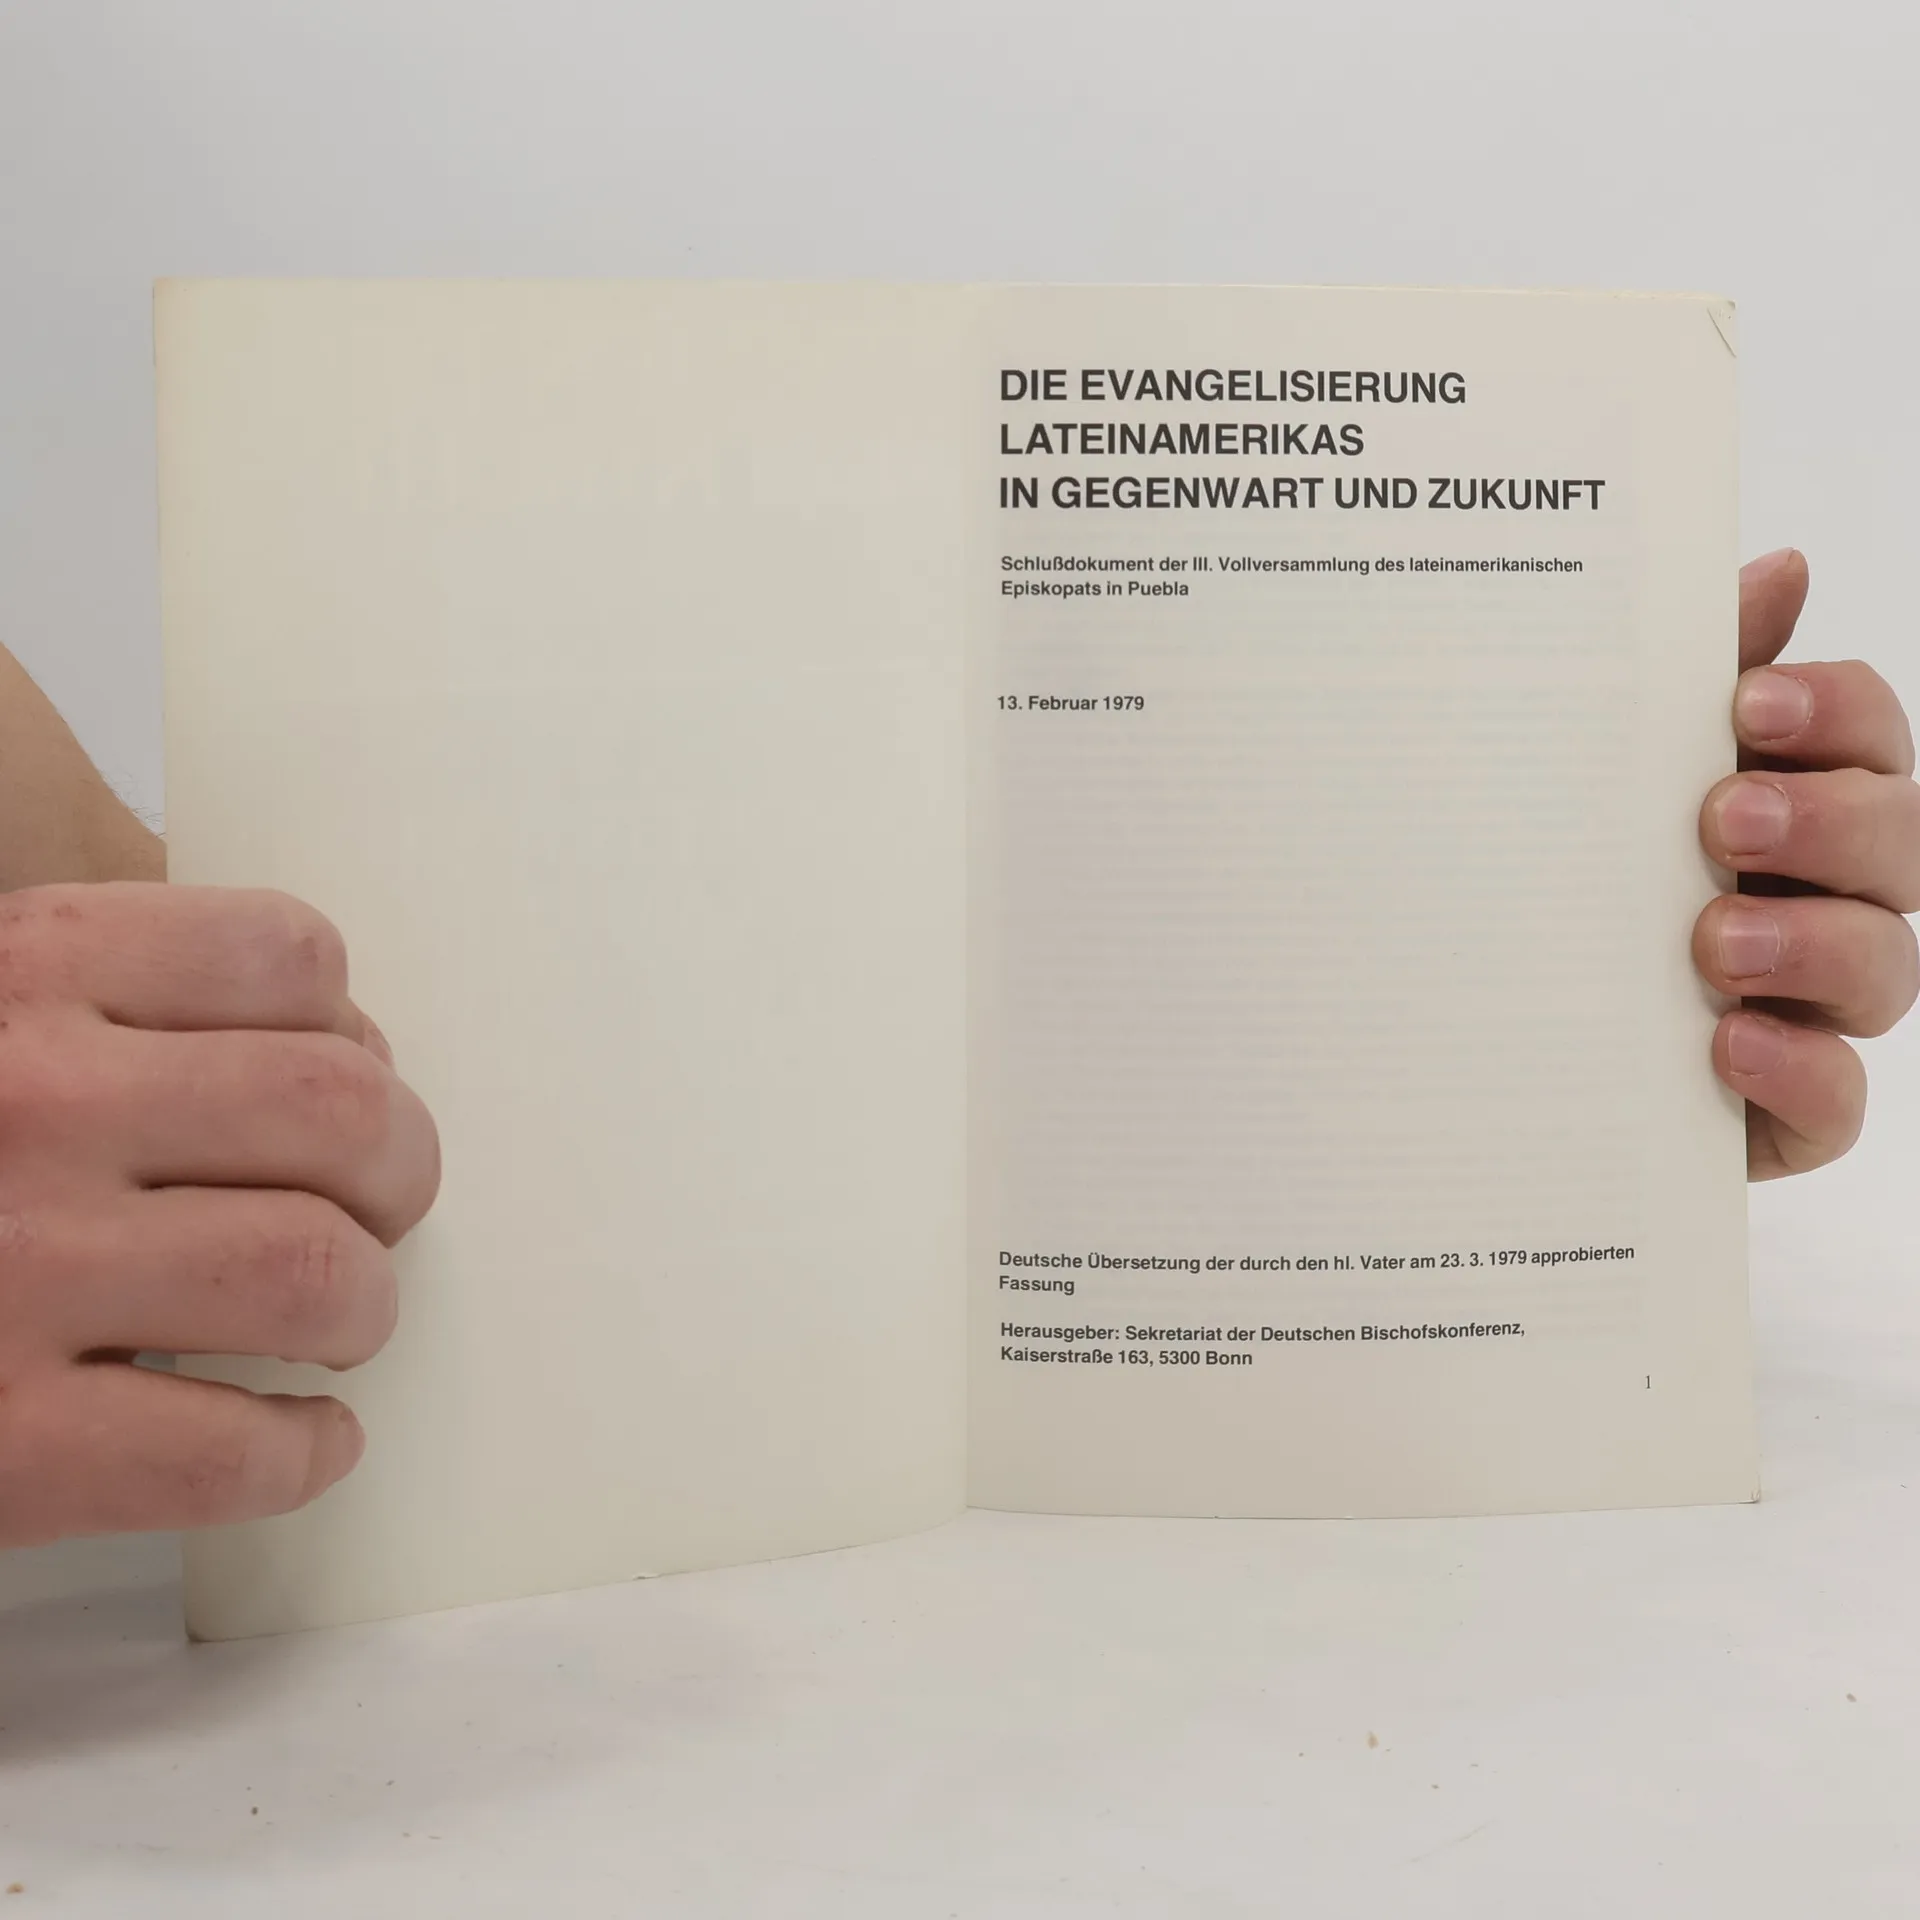 DIE EVANGELISIERUNG
LATEINAMERIKAS
IN GEGENWART UND ZUKUNFT
Schlußdokument der III. Vollversammlung des lateinamerikanischen
Episkopats in Puebla
13. Februar 1979
Deutsche Übersetzung der durch den hl. Vater am 23. 3. 1979 approbierten
Fassung
Herausgeber: Sekretariat der Deutschen Bischofskonferenz,
Kaiserstraße 163, 5300 Bonn
1